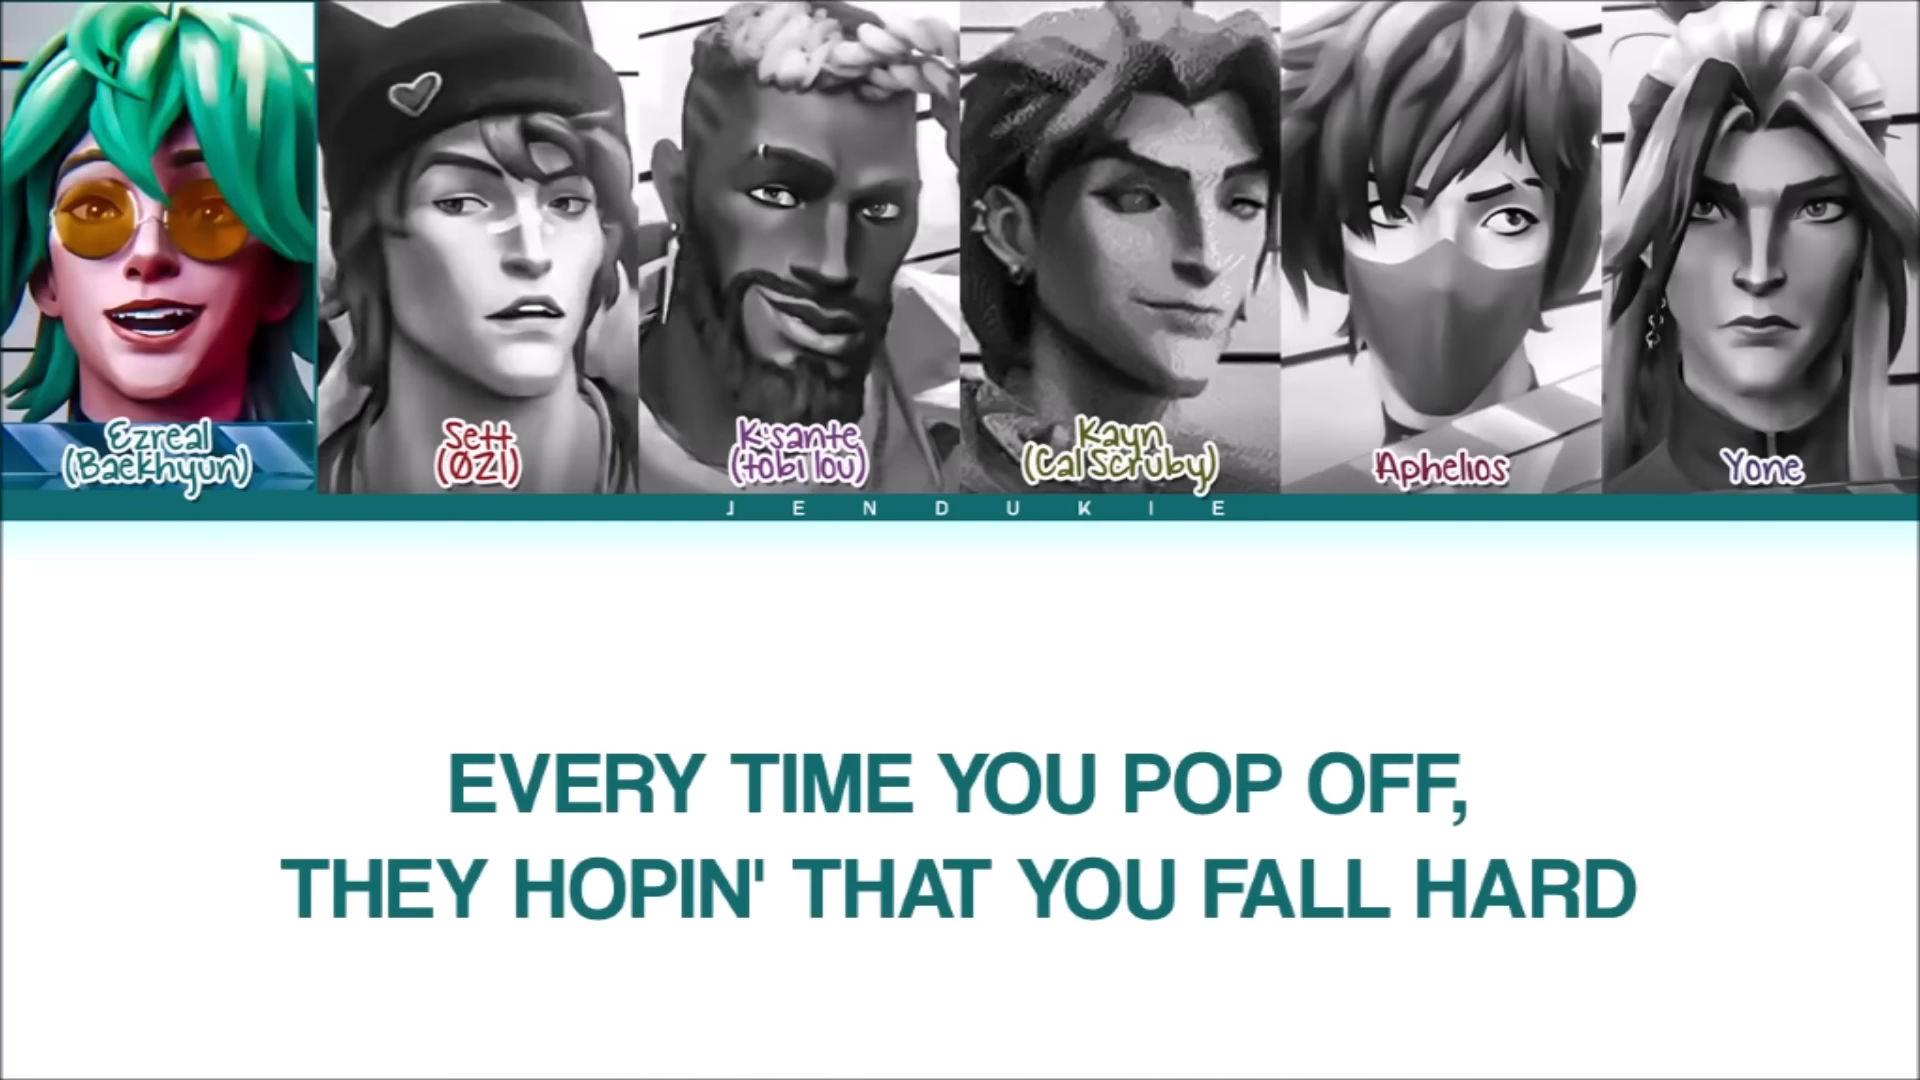 Ezreal
(Baekhyun)
Sett
(ØZI)
K'sante
(tobi lou)
Kayn
(Cal Scruby)
Aphelios
Yone
JENDUKIE
EVERY TIME YOU POP OFF,
THEY HOPIN' THAT YOU FALL HARD